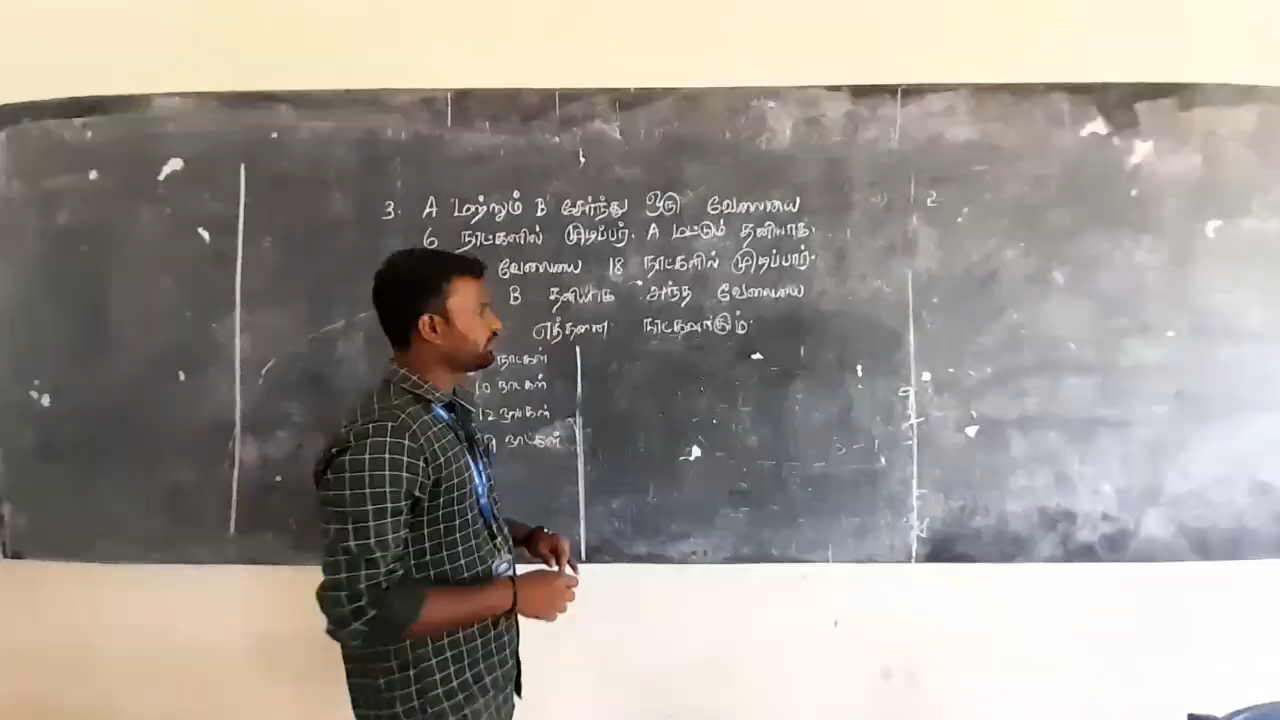 3. A மற்றும் B சேர்ந்து ஒரு வேலையை
6 நாட்களில் முடிப்பர். A மட்டும் தனியாக
வேலையை 18 நாட்களில் முடிப்பார்.
B தனியாக அந்த வேலையை
எத்தனை நாட்களாகும்.
நாட்கள்
10 நாட்கள்
12 நாட்கள்
9 நாட்கள்
2